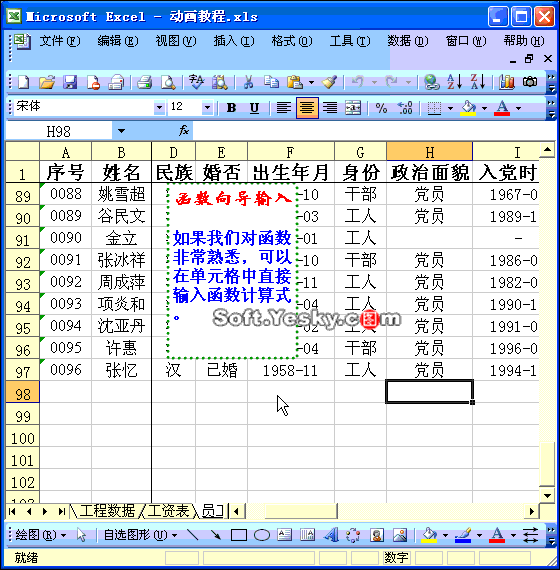 Microsoft Excel - 动画教程.xls
文件(F) 编辑(E) 视图(V) 插入(I) 格式(O) 工具(T) 数据(D) 窗口(W) 帮助(H)
宋体 12 B U A
H98 fx
A B D E F G H I
1 序号 姓名 民族 婚否 出生年月 身份 政治面貌 入党时
89 0088 姚雪超 -10 干部 党员 1967-0
90 0089 谷民文 -03 工人 党员 1989-1
91 0090 金立 -01 工人 -
92 0091 张冰祥 -10 干部 党员 1986-0
93 0092 周成萍 -11 工人 党员 1982-0
94 0093 项炎和 -04 工人 党员 1990-1
95 0094 沈亚丹 -02 工人 党员 1991-0
96 0095 许惠 -04 干部 党员 1996-0
97 0096 张忆 汉 已婚 1958-11 工人 党员 1994-1
98
99
100
101
102
函数向导输入
如果我们对函数
非常熟悉，可以
在单元格中直接
输入函数计算式
。
Soft.Yesky.com
工程数据 工资表 员工
绘图(R) 自选图形(U) A
就绪 数字